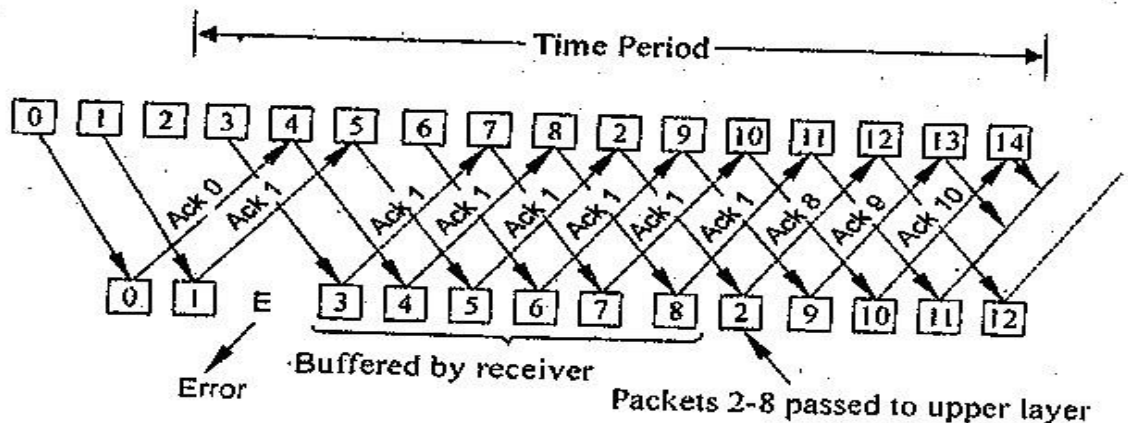 Time Period
0 1 2 3 4 5 6 7 8 2 9 10 11 12 13 14
Ack 0 Ack 1 Ack 1 Ack 1 Ack 1 Ack 1 Ack 1 Ack 8 Ack 9 Ack 10
0 1 E 3 4 5 6 7 8 2 9 10 11 12
Buffered by receiver
Error
Packets 2-8 passed to upper layer